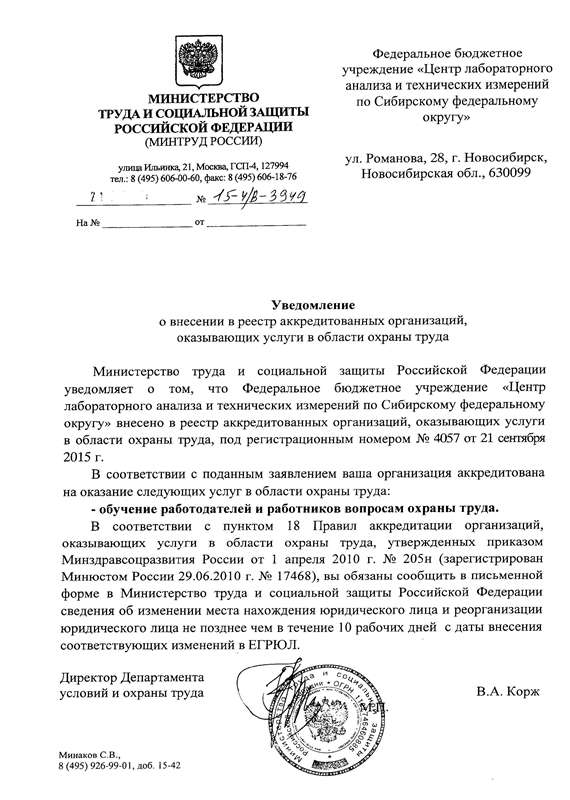 МИНИСТЕРСТВО
ТРУДА И СОЦИАЛЬНОЙ ЗАЩИТЫ
РОССИЙСКОЙ ФЕДЕРАЦИИ
(МИНТРУД РОССИИ)
улица Ильинка, 21, Москва, ГСП-4, 127994
тел.: 8 (495) 606-00-60, факс: 8 (495) 606-18-76
21 № 15-4/В-3949
На № от
Федеральное бюджетное
учреждение «Центр лабораторного
анализа и технических измерений
по Сибирскому федеральному
округу»
ул. Романова, 28, г. Новосибирск,
Новосибирская обл., 630099
Уведомление
о внесении в реестр аккредитованных организаций,
оказывающих услуги в области охраны труда
Министерство труда и социальной защиты Российской Федерации
уведомляет о том, что Федеральное бюджетное учреждение «Центр
лабораторного анализа и технических измерений по Сибирскому федеральному
округу» внесено в реестр аккредитованных организаций, оказывающих услуги
в области охраны труда, под регистрационным номером № 4057 от 21 сентября
2015 г.
В соответствии с поданным заявлением ваша организация аккредитована
на оказание следующих услуг в области охраны труда:
- обучение работодателей и работников вопросам охраны труда.
В соответствии с пунктом 18 Правил аккредитации организаций,
оказывающих услуги в области охраны труда, утвержденных приказом
Минздравсоцразвития России от 1 апреля 2010 г. № 205н (зарегистрирован
Минюстом России 29.06.2010 г. № 17468), вы обязаны сообщить в письменной
форме в Министерство труда и социальной защиты Российской Федерации
сведения об изменении места нахождения юридического лица и реорганизации
юридического лица не позднее чем в течение 10 рабочих дней с даты внесения
соответствующих изменений в ЕГРЮЛ.
Директор Департамента
условий и охраны труда
В.А. Корж
Минаков С.В.,
8 (495) 926-99-01, доб. 15-42